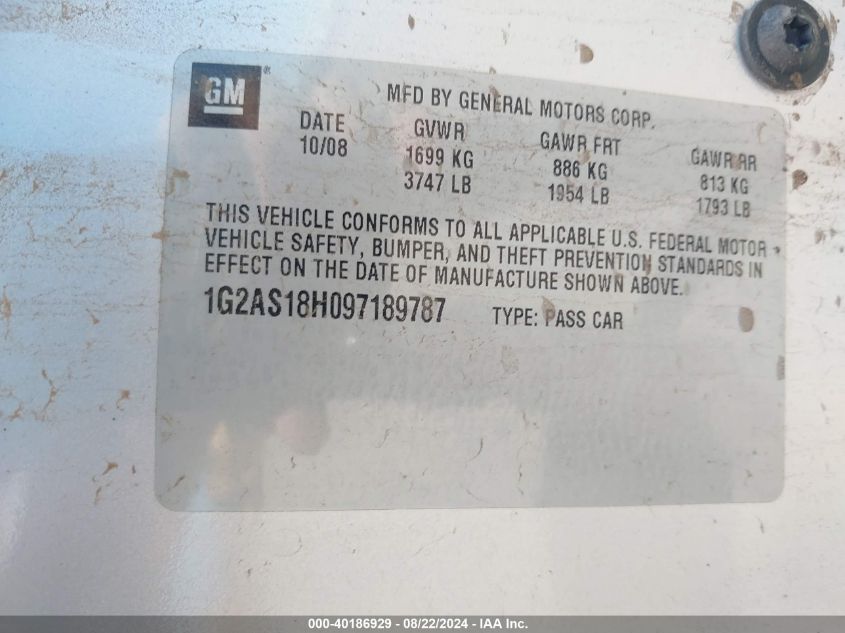 GM ®
MFD BY GENERAL MOTORS CORP.
DATE GVWR GAWR FRT GAWR RR
10/08 1699 KG 886 KG 813 KG
3747 LB 1954 LB 1793 LB
THIS VEHICLE CONFORMS TO ALL APPLICABLE U.S. FEDERAL MOTOR
VEHICLE SAFETY, BUMPER, AND THEFT PREVENTION STANDARDS IN
EFFECT ON THE DATE OF MANUFACTURE SHOWN ABOVE.
1G2AS18H097189787 TYPE: PASS CAR
000-40186929 - 08/22/2024 - IAA Inc.